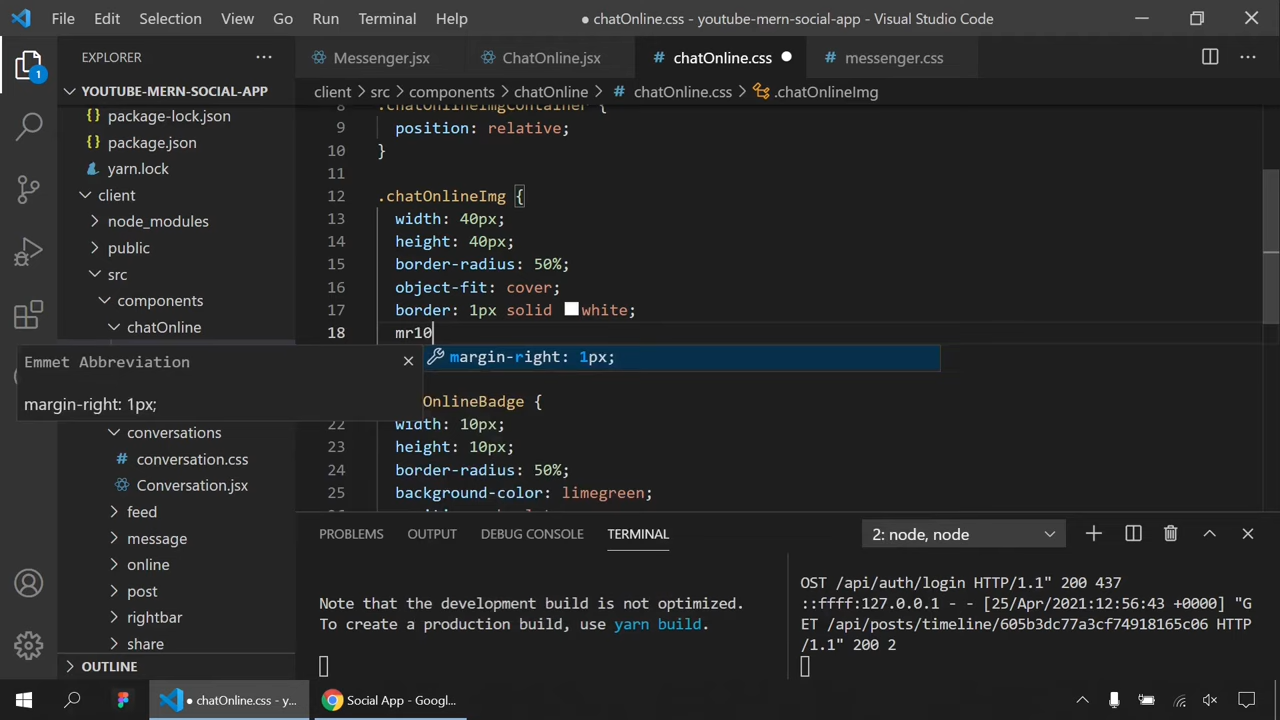 File Edit Selection View Go Run Terminal Help
● chatOnline.css - youtube-mern-social-app - Visual Studio Code
1
EXPLORER
YOUTUBE-MERN-SOCIAL-APP
{} package-lock.json
{} package.json
yarn.lock
client
node_modules
public
src
components
chatOnline
conversations
# conversation.css
Conversation.jsx
feed
message
online
post
rightbar
share
OUTLINE
Messenger.jsx
ChatOnline.jsx
# chatOnline.css ●
# messenger.css
client > src > components > chatOnline > # chatOnline.css > .chatOnlineImg
8 .chatOnlineImgContainer {
9 position: relative;
10 }
11
12 .chatOnlineImg {
13 width: 40px;
14 height: 40px;
15 border-radius: 50%;
16 object-fit: cover;
17 border: 1px solid white;
18 mr10
margin-right: 1px;
Emmet Abbreviation ×
margin-right: 1px;
OnlineBadge {
22 width: 10px;
23 height: 10px;
24 border-radius: 50%;
25 background-color: limegreen;
PROBLEMS OUTPUT DEBUG CONSOLE TERMINAL
2: node, node
Note that the development build is not optimized.
To create a production build, use yarn build.
OST /api/auth/login HTTP/1.1" 200 437
::ffff:127.0.0.1 - - [25/Apr/2021:12:56:43 +0000] "G
ET /api/posts/timeline/605b3dc77a3cf74918165c06 HTTP
/1.1" 200 2
● chatOnline.css - y...
Social App - Googl...